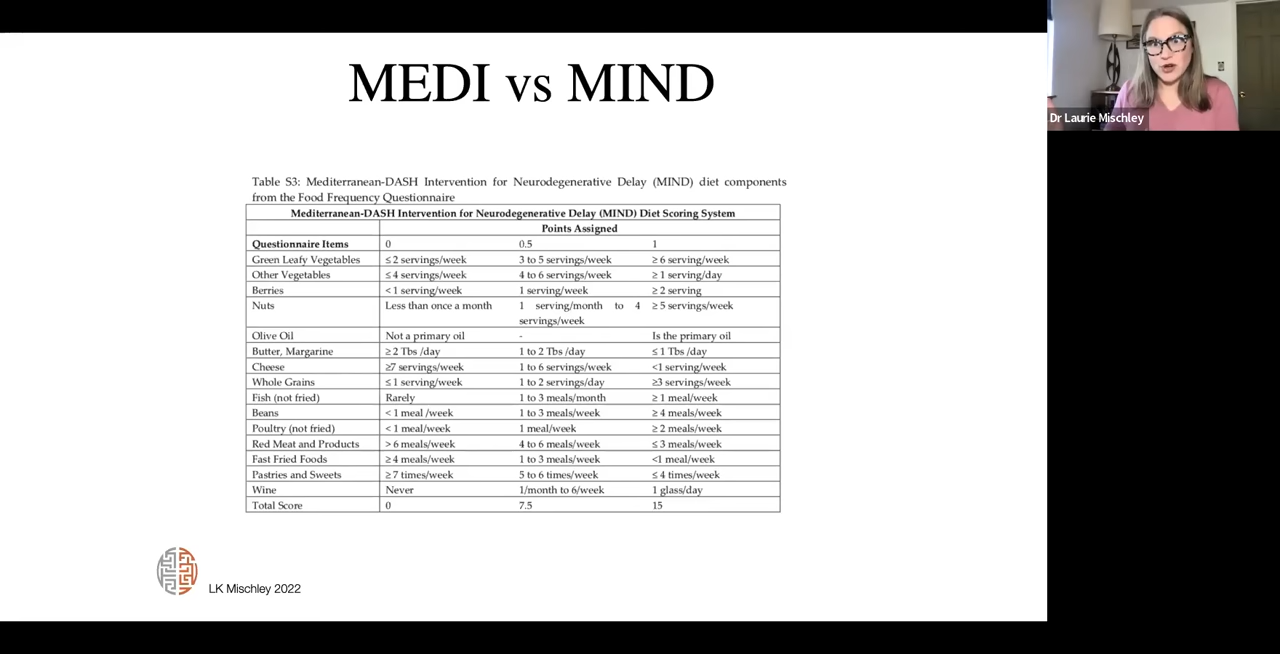 MEDI vs MIND
Dr Laurie Mischley
Table S3: Mediterranean-DASH Intervention for Neurodegenerative Delay (MIND) diet components
from the Food Frequency Questionnaire
Mediterranean-DASH Intervention for Neurodegenerative Delay (MIND) Diet Scoring System
Points Assigned
Questionnaire Items 0 0.5 1
Green Leafy Vegetables ≤ 2 servings/week 3 to 5 servings/week ≥ 6 serving/week
Other Vegetables ≤ 4 servings/week 4 to 6 servings/week ≥ 1 serving/day
Berries < 1 serving/week 1 serving/week ≥ 2 serving
Nuts Less than once a month 1 serving/month to 4 ≥ 5 servings/week
servings/week
Olive Oil Not a primary oil - Is the primary oil
Butter, Margarine ≥ 2 Tbs /day 1 to 2 Tbs /day ≤ 1 Tbs /day
Cheese ≥7 servings/week 1 to 6 servings/week <1 serving/week
Whole Grains ≤ 1 serving/week 1 to 2 servings/day ≥3 servings/week
Fish (not fried) Rarely 1 to 3 meals/month ≥ 1 meal/week
Beans < 1 meal /week 1 to 3 meals/week ≥ 4 meals/week
Poultry (not fried) < 1 meal/week 1 meal/week ≥ 2 meals/week
Red Meat and Products > 6 meals/week 4 to 6 meals/week ≤ 3 meals/week
Fast Fried Foods ≥ 4 meals/week 1 to 3 meals/week <1 meal/week
Pastries and Sweets ≥ 7 times/week 5 to 6 times/week ≤ 4 times/week
Wine Never 1/month to 6/week 1 glass/day
Total Score 0 7.5 15
LK Mischley 2022